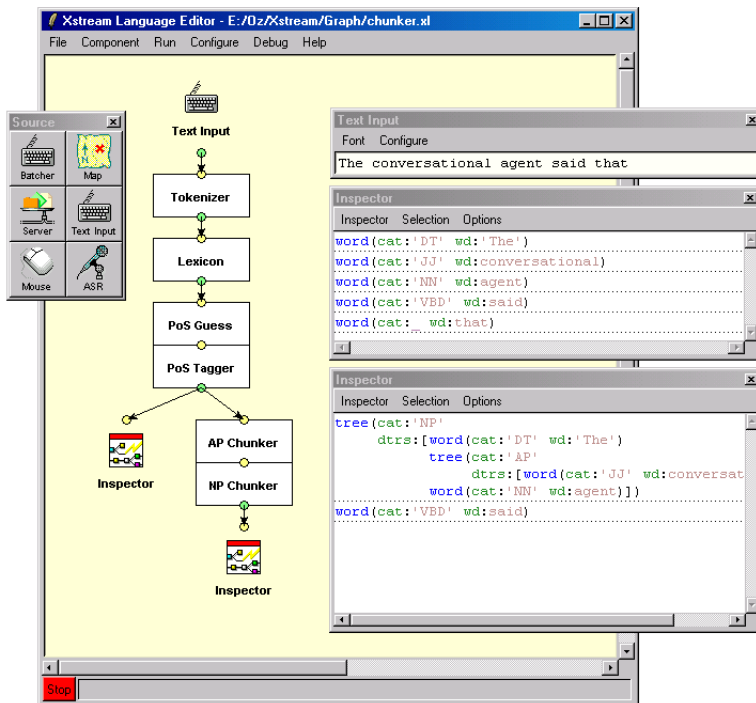 Xstream Language Editor - E:/Oz/Xstream/Graph/chunker.xl
File Component Run Configure Debug Help
Text Input
Tokenizer
Lexicon
PoS Guess
PoS Tagger
Inspector
AP Chunker
NP Chunker
Inspector
Stop
Source
Batcher Map
Server Text Input
Mouse ASR
Text Input
Font Configure
The conversational agent said that
Inspector
Inspector Selection Options
word(cat:'DT' wd:'The')
word(cat:'JJ' wd:conversational)
word(cat:'NN' wd:agent)
word(cat:'VBD' wd:said)
word(cat:_ wd:that)
Inspector
Inspector Selection Options
tree(cat:'NP'
dtrs:[word(cat:'DT' wd:'The')
tree(cat:'AP'
dtrs:[word(cat:'JJ' wd:conversat
word(cat:'NN' wd:agent)])
word(cat:'VBD' wd:said)